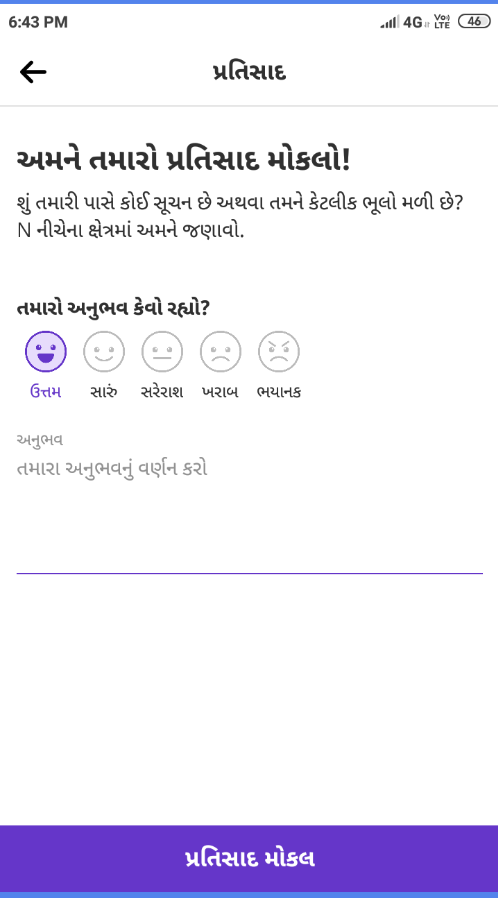 6:43 PM 4G Vo) LTE 46
પ્રતિસાદ
અમને તમારો પ્રતિસાદ મોકલો!
શું તમારી પાસે કોઈ સૂચન છે અથવા તમને કેટલીક ભૂલો મળી છે?
N નીચેના ક્ષેત્રમાં અમને જણાવો.
તમારો અનુભવ કેવો રહ્યો?
ઉત્તમ સારું સરેરાશ ખરાબ ભયાનક
અનુભવ
તમારા અનુભવનું વર્ણન કરો
પ્રતિસાદ મોકલ